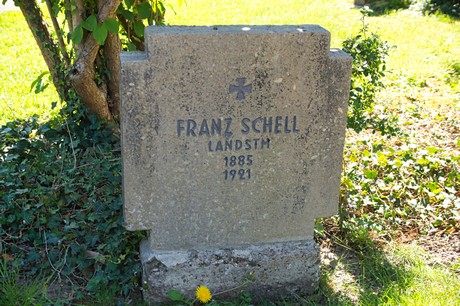 FRANZ SCHELL
LANDSTM
1885
1921